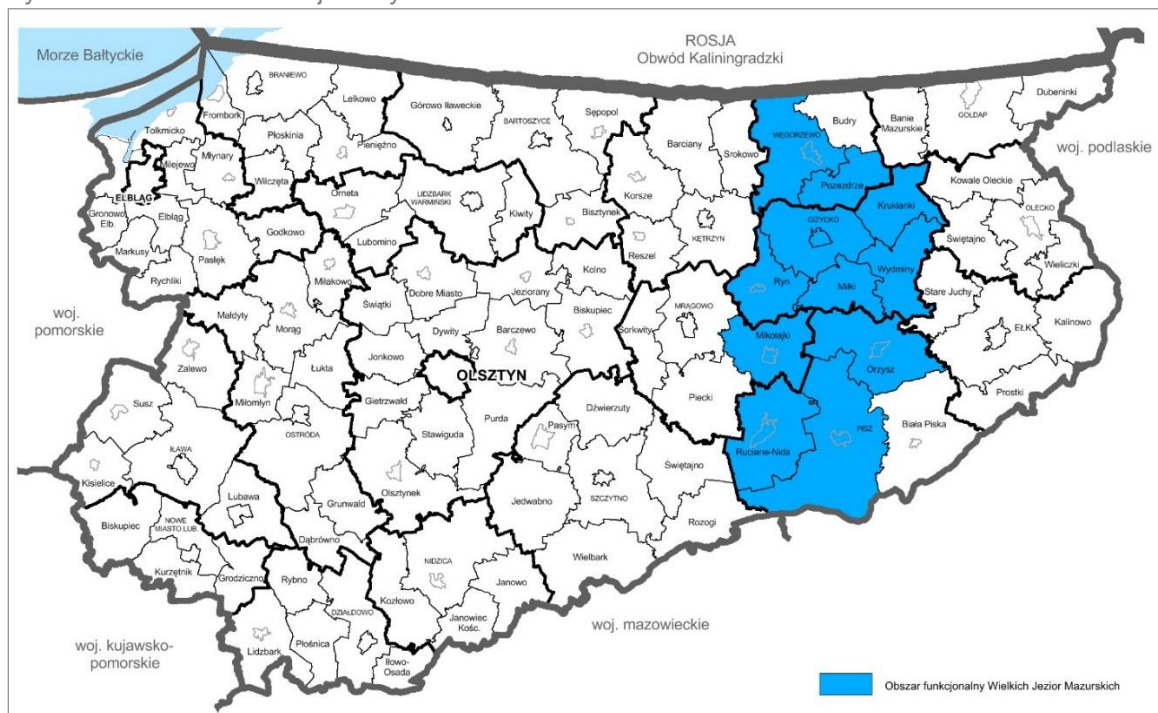 Morze Bałtyckie
ROSJA
Obwód Kaliningradzki
BRANIEWO
Lelkowo
Górowo Iławeckie
BARTOSZYCE
Sępopol
Frombork
Płoskinia
Pieniężno
Tolkmicko
Milejewo
Młynary
Wilczęta
ELBLĄG
Barciany
Srokowo
WĘGORZEWO
Budry
Banie
Mazurskie
GOŁDAP
Dubeninki
woj. podlaskie
Pozezdrze
Kruklanki
Kowale Oleckie
OLECKO
Orneta
LIDZBARK
WARMIŃSKI
Kiwity
Korsze
Bisztynek
KĘTRZYN
Reszel
GIŻYCKO
Świętajno
Wieliczki
Gronowo
Elb.
Elbląg
Godkowo
Lubomino
Markusy
Pasłęk
Rychliki
Miłakowo
Kolno
Jeziorany
Dobre Miasto
Świątki
Ryn
Miłki
Wydminy
Stare Juchy
EŁK
Kalinowo
woj.
pomorskie
Małdyty
Morąg
Dywity
Barczewo
Biskupiec
Sorkwity
MRĄGOWO
Mikołajki
Orzysz
Jonkowo
Zalewo
Łukta
OLSZTYN
Gietrzwałd
Miłomłyn
Susz
OSTRÓDA
Stawiguda
Purda
Dźwierzuty
Pasym
Piecki
Prostki
Biała Piska
PISZ
Ruciane-Nida
IŁAWA
Kisielice
Lubawa
Grunwald
Olsztynek
Jedwabno
SZCZYTNO
Świętajno
Rozogi
Biskupiec
NOWE
MIASTO LUB.
Dąbrówno
Kurzętnik
Grodziczno
Rybno
NIDZICA
Wielbark
Janowo
Kozłowo
DZIAŁDOWO
Janowiec
Kośc.
Lidzbark
Płośnica
Iłowo-
Osada
woj. kujawsko-
pomorskie
woj. mazowieckie
Obszar funkcjonalny Wielkich Jezior Mazurskich